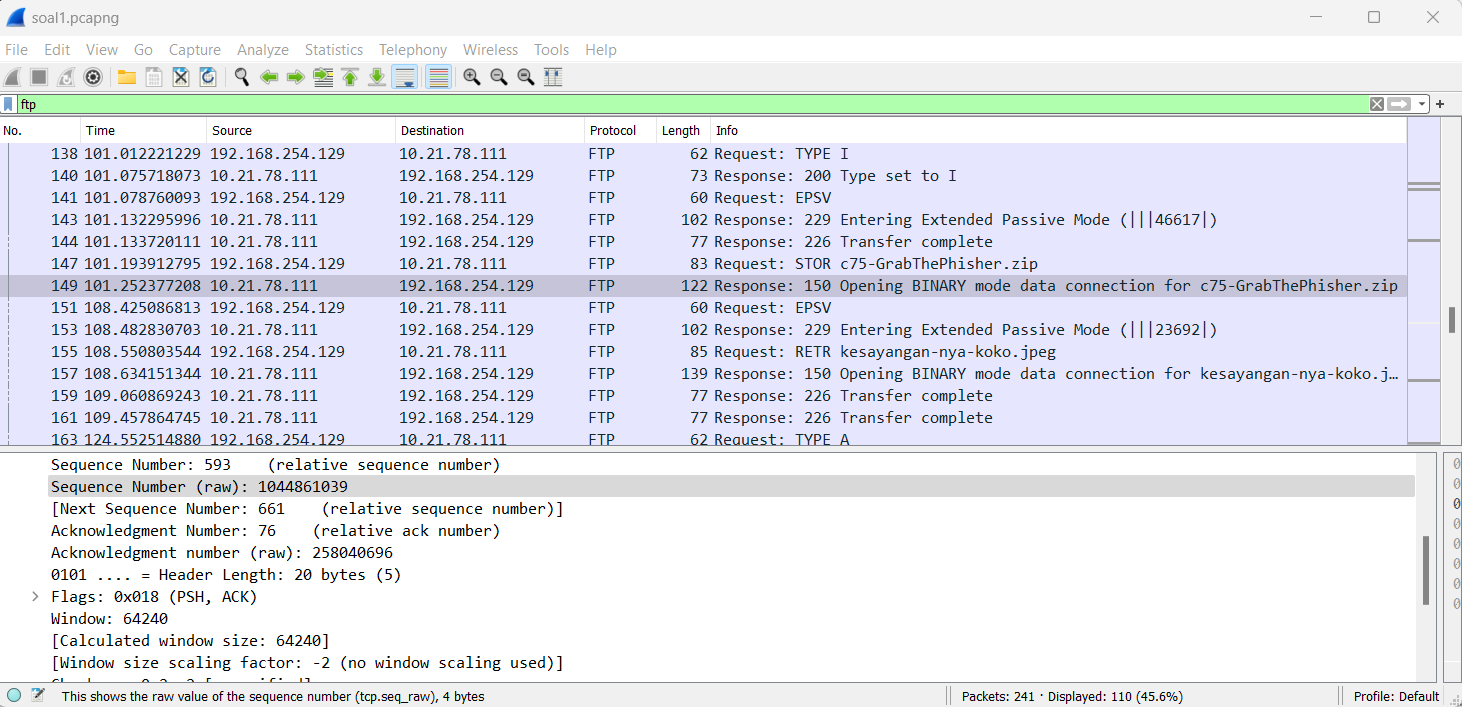 soal1.pcapng
File Edit View Go Capture Analyze Statistics Telephony Wireless Tools Help
ftp
No. Time Source Destination Protocol Length Info
138 101.012221229 192.168.254.129 10.21.78.111 FTP 62 Request: TYPE I
140 101.075718073 10.21.78.111 192.168.254.129 FTP 73 Response: 200 Type set to I
141 101.078760093 192.168.254.129 10.21.78.111 FTP 60 Request: EPSV
143 101.132295996 10.21.78.111 192.168.254.129 FTP 102 Response: 229 Entering Extended Passive Mode (|||46617|)
144 101.133720111 10.21.78.111 192.168.254.129 FTP 77 Response: 226 Transfer complete
147 101.193912795 192.168.254.129 10.21.78.111 FTP 83 Request: STOR c75-GrabThePhisher.zip
149 101.252377208 10.21.78.111 192.168.254.129 FTP 122 Response: 150 Opening BINARY mode data connection for c75-GrabThePhisher.zip
151 108.425086813 192.168.254.129 10.21.78.111 FTP 60 Request: EPSV
153 108.482830703 10.21.78.111 192.168.254.129 FTP 102 Response: 229 Entering Extended Passive Mode (|||23692|)
155 108.550803544 192.168.254.129 10.21.78.111 FTP 85 Request: RETR kesayangan-nya-koko.jpeg
157 108.634151344 10.21.78.111 192.168.254.129 FTP 139 Response: 150 Opening BINARY mode data connection for kesayangan-nya-koko.j…
159 109.060869243 10.21.78.111 192.168.254.129 FTP 77 Response: 226 Transfer complete
161 109.457864745 10.21.78.111 192.168.254.129 FTP 77 Response: 226 Transfer complete
163 124.552514880 192.168.254.129 10.21.78.111 FTP 62 Request: TYPE A
Sequence Number: 593 (relative sequence number)
Sequence Number (raw): 1044861039
[Next Sequence Number: 661 (relative sequence number)]
Acknowledgment Number: 76 (relative ack number)
Acknowledgment number (raw): 258040696
0101 .... = Header Length: 20 bytes (5)
Flags: 0x018 (PSH, ACK)
Window: 64240
[Calculated window size: 64240]
[Window size scaling factor: -2 (no window scaling used)]
This shows the raw value of the sequence number (tcp.seq_raw), 4 bytes
Packets: 241 · Displayed: 110 (45.6%)
Profile: Default